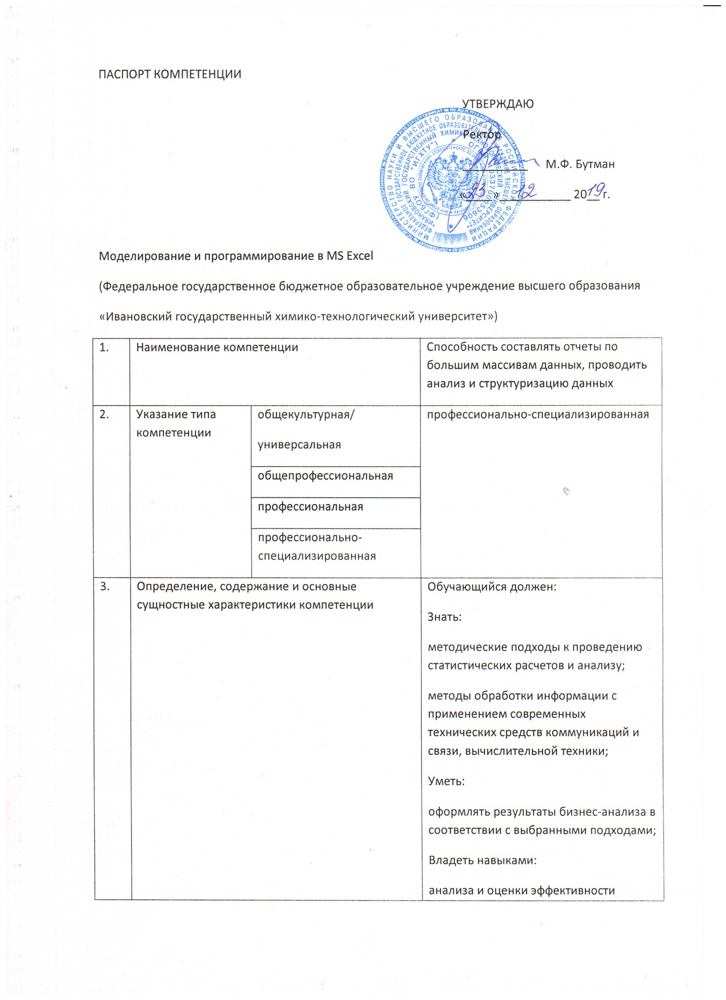 ПАСПОРТ КОМПЕТЕНЦИИ
УТВЕРЖДАЮ
Ректор
М.Ф. Бутман
«23» 12 2019 г.
МИНИСТЕРСТВО НАУКИ И ВЫСШЕГО ОБРАЗОВАНИЯ РОССИЙСКОЙ ФЕДЕРАЦИИ
ФЕДЕРАЛЬНОЕ ГОСУДАРСТВЕННОЕ БЮДЖЕТНОЕ ОБРАЗОВАТЕЛЬНОЕ УЧРЕЖДЕНИЕ ВЫСШЕГО ОБРАЗОВАНИЯ
"ИВАНОВСКИЙ ГОСУДАРСТВЕННЫЙ ХИМИКО-ТЕХНОЛОГИЧЕСКИЙ УНИВЕРСИТЕТ"
(ФГБОУ ВО "ИГХТУ") * ОГРН 1033700053606 *
Моделирование и программирование в MS Excel
(Федеральное государственное бюджетное образовательное учреждение высшего образования
«Ивановский государственный химико-технологический университет»)
1.
Наименование компетенции
Способность составлять отчеты по
большим массивам данных, проводить
анализ и структуризацию данных
2.
Указание типа
компетенции
общекультурная/
универсальная
общепрофессиональная
профессиональная
профессионально-
специализированная
профессионально-специализированная
3.
Определение, содержание и основные
сущностные характеристики компетенции
Обучающийся должен:
Знать:
методические подходы к проведению
статистических расчетов и анализу;
методы обработки информации с
применением современных
технических средств коммуникаций и
связи, вычислительной техники;
Уметь:
оформлять результаты бизнес-анализа в
соответствии с выбранными подходами;
Владеть навыками:
анализа и оценки эффективности